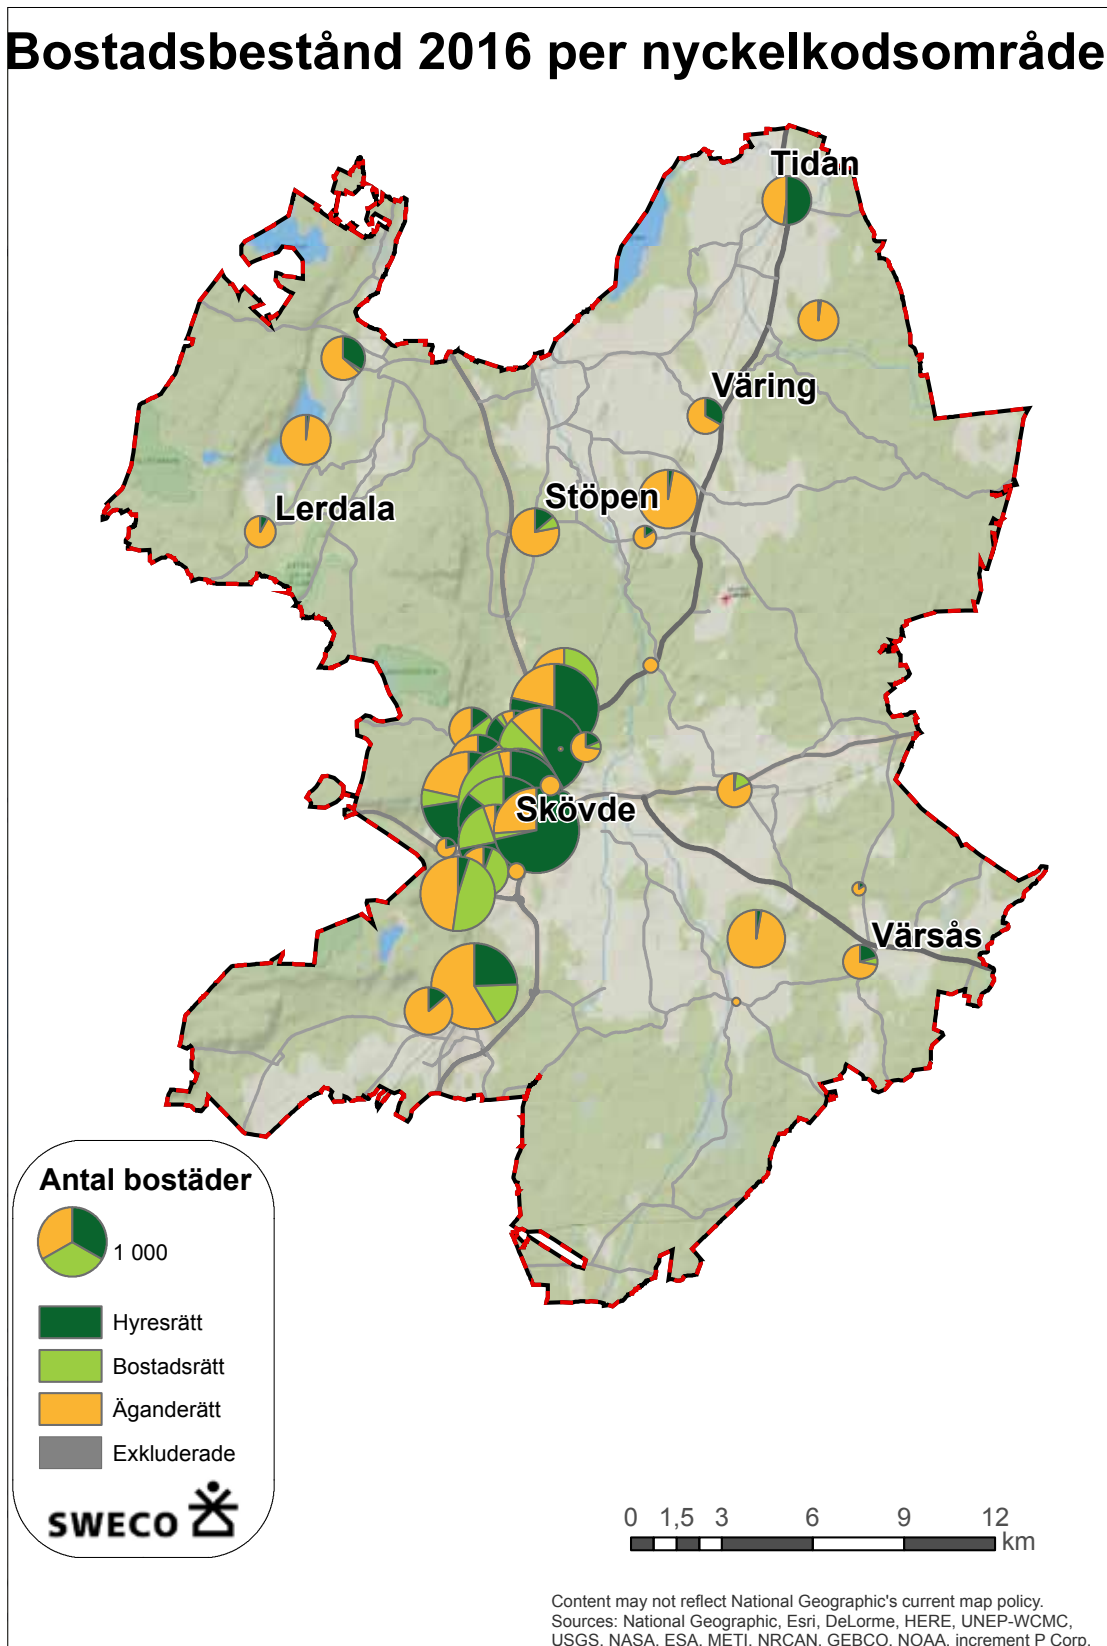 Bostadsbestånd 2016 per nyckelkodsområde
Tidan
Väring
Stöpen
Lerdala
Skövde
Värsås
Antal bostäder
1 000
Hyresrätt
Bostadsrätt
Äganderätt
Exkluderade
SWECO
0 1,5 3 6 9 12
km
Content may not reflect National Geographic's current map policy.
Sources: National Geographic, Esri, DeLorme, HERE, UNEP-WCMC,
USGS, NASA, ESA, METI, NRCAN, GEBCO, NOAA, increment P Corp.